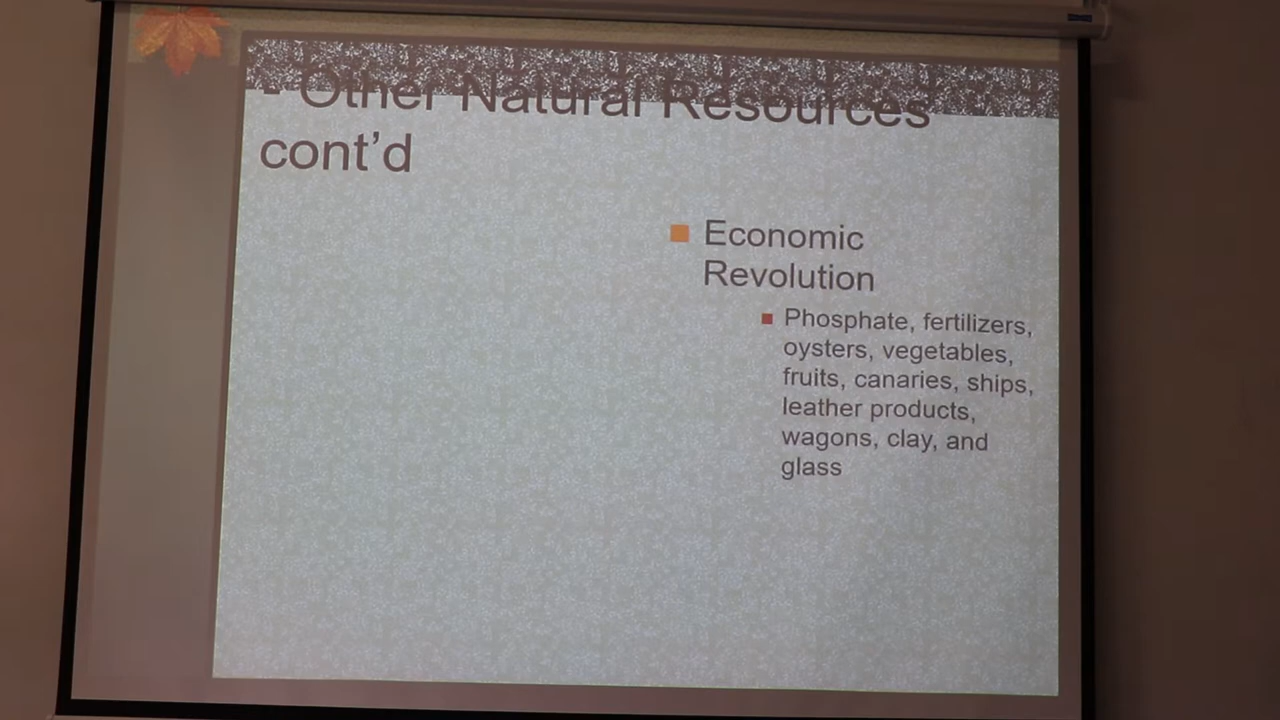 - Other Natural Resources
cont’d
Economic
Revolution
Phosphate, fertilizers,
oysters, vegetables,
fruits, canaries, ships,
leather products,
wagons, clay, and
glass